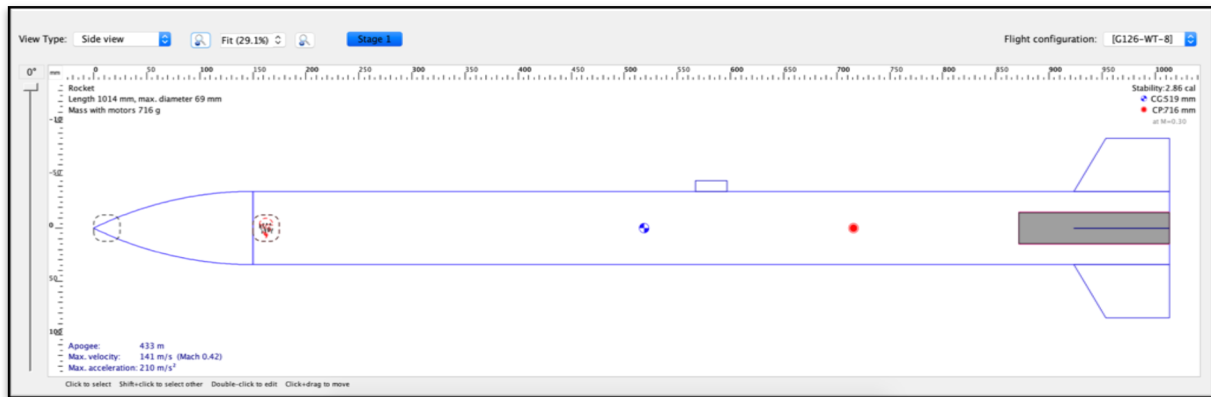 View Type: Side view Fit (29.1%) Stage 1 Flight configuration: [G126-WT-8]
0° mm 0 50 100 150 200 250 300 350 400 450 500 550 600 650 700 750 800 850 900 950 1000
Rocket Stability:2.86 cal
Length 1014 mm, max. diameter 69 mm CG:519 mm
Mass with motors 716 g CP:716 mm
at M=0.30
-50
0
50
100
Apogee: 433 m
Max. velocity: 141 m/s (Mach 0.42)
Max. acceleration: 210 m/s²
Click to select Shift+click to select other Double-click to edit Click+drag to move